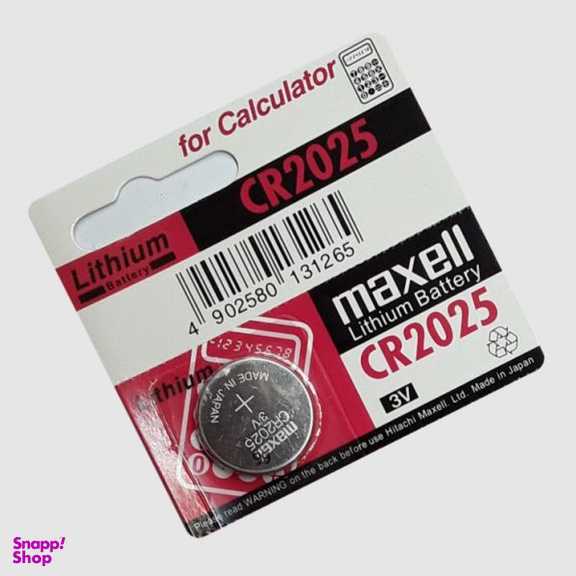 for Calculator
CR2025
Lithium
Battery
4 902580 131265
maxell
Lithium Battery
CR2025
3V
Lithium
-12345678
MADE IN JAPAN
+
3V
CR2025
maxell
Please read WARNING on the back before use Hitachi Maxell. Ltd. Made in Japan
Snapp!
Shop